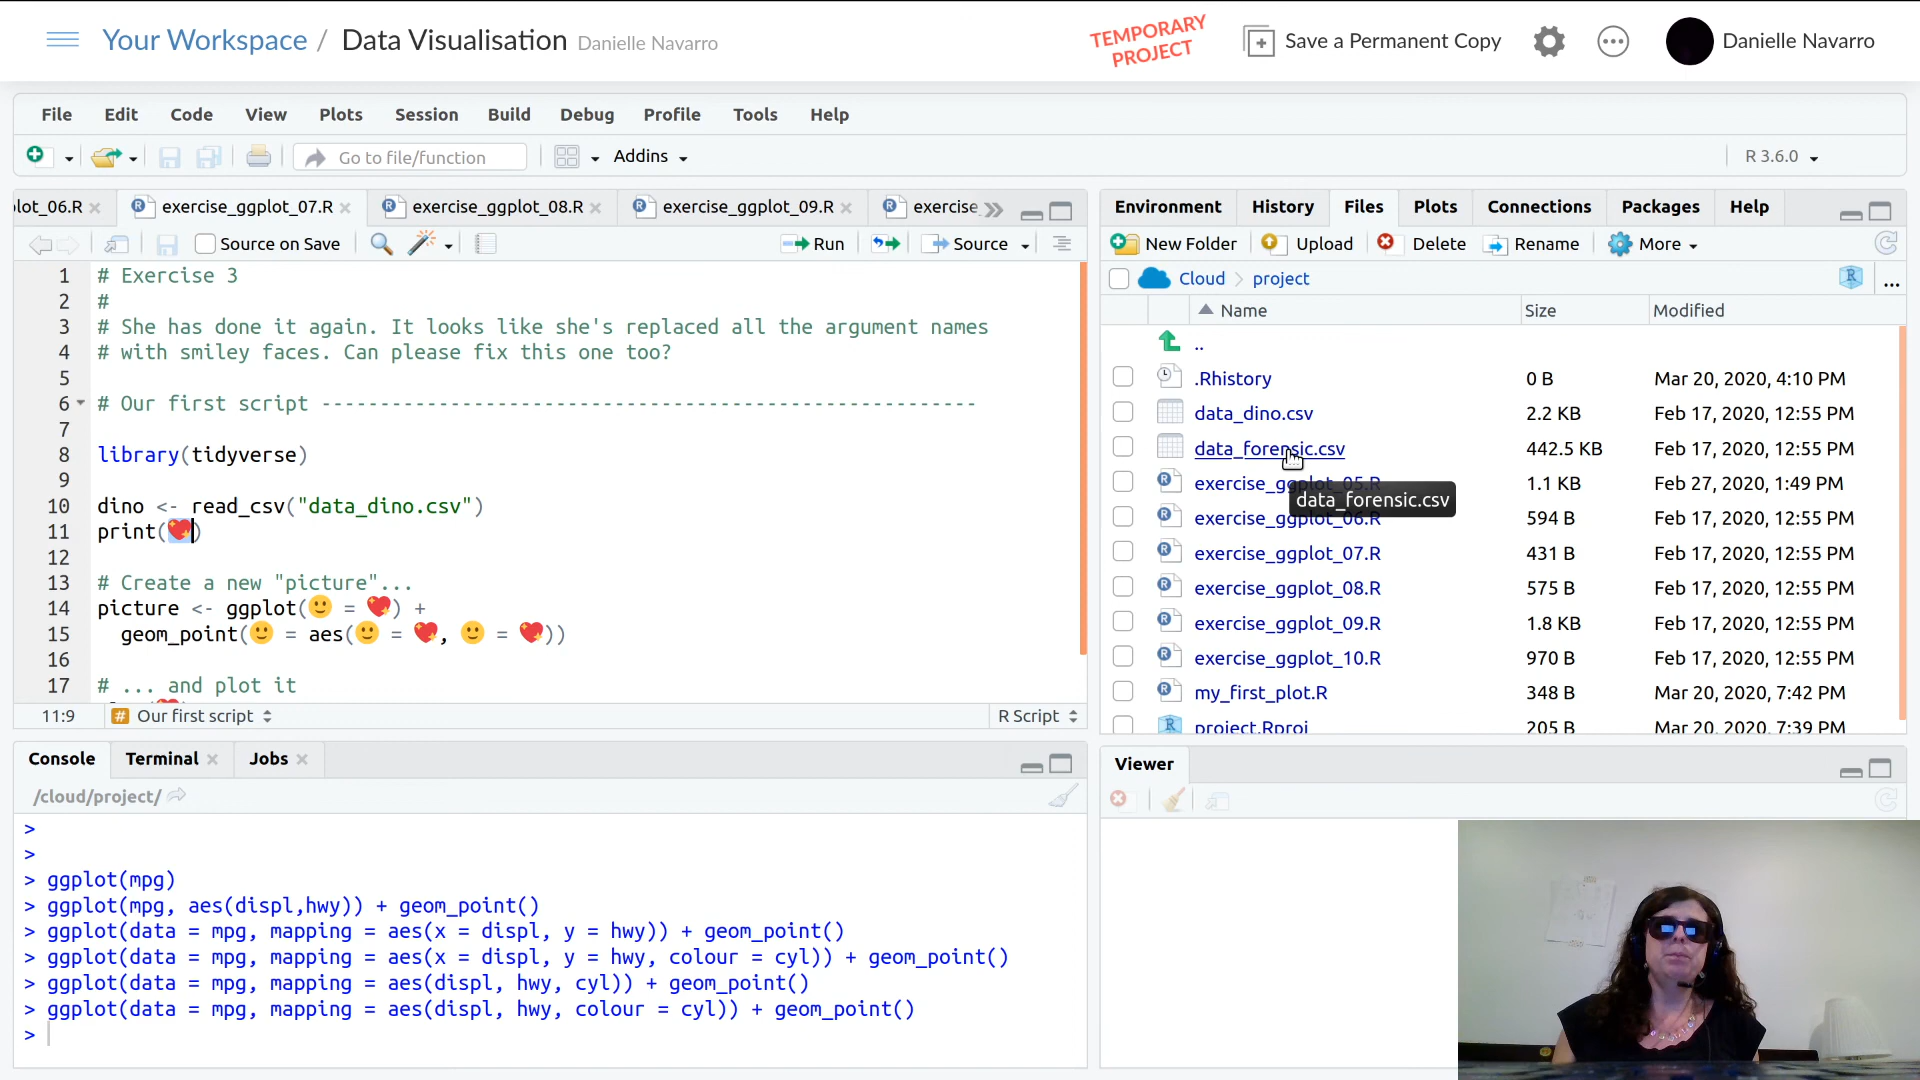 Your Workspace / Data Visualisation Danielle Navarro
TEMPORARY
PROJECT
Save a Permanent Copy
Danielle Navarro
File Edit Code View Plots Session Build Debug Profile Tools Help
Go to file/function
Addins
R 3.6.0
lot_06.R
exercise_ggplot_07.R
exercise_ggplot_08.R
exercise_ggplot_09.R
exercise
Source on Save
Run
Source
1 # Exercise 3
2 #
3 # She has done it again. It looks like she's replaced all the argument names
4 # with smiley faces. Can please fix this one too?
5
6 # Our first script --------------------------------------------------------
7
8 library(tidyverse)
9
10 dino <- read_csv("data_dino.csv")
11 print(💖)
12
13 # Create a new "picture"...
14 picture <- ggplot(🙂 = 💖) +
15 geom_point(🙂 = aes(🙂 = 💖, 🙂 = 💖))
16
17 # ... and plot it
11:9
# Our first script
R Script
Console Terminal Jobs
/cloud/project/
>
>
> ggplot(mpg)
> ggplot(mpg, aes(displ,hwy)) + geom_point()
> ggplot(data = mpg, mapping = aes(x = displ, y = hwy)) + geom_point()
> ggplot(data = mpg, mapping = aes(x = displ, y = hwy, colour = cyl)) + geom_point()
> ggplot(data = mpg, mapping = aes(displ, hwy, cyl)) + geom_point()
> ggplot(data = mpg, mapping = aes(displ, hwy, colour = cyl)) + geom_point()
>
Environment History Files Plots Connections Packages Help
New Folder Upload Delete Rename More
Cloud > project
R
...
Name Size Modified
..
.Rhistory 0 B Mar 20, 2020, 4:10 PM
data_dino.csv 2.2 KB Feb 17, 2020, 12:55 PM
data_forensic.csv 442.5 KB Feb 17, 2020, 12:55 PM
exercise_ggplot_05.R 1.1 KB Feb 27, 2020, 1:49 PM
data_forensic.csv
exercise_ggplot_06.R 594 B Feb 17, 2020, 12:55 PM
exercise_ggplot_07.R 431 B Feb 17, 2020, 12:55 PM
exercise_ggplot_08.R 575 B Feb 17, 2020, 12:55 PM
exercise_ggplot_09.R 1.8 KB Feb 17, 2020, 12:55 PM
exercise_ggplot_10.R 970 B Feb 17, 2020, 12:55 PM
my_first_plot.R 348 B Mar 20, 2020, 7:42 PM
project.Rproj 205 B Mar 20, 2020, 7:39 PM
Viewer